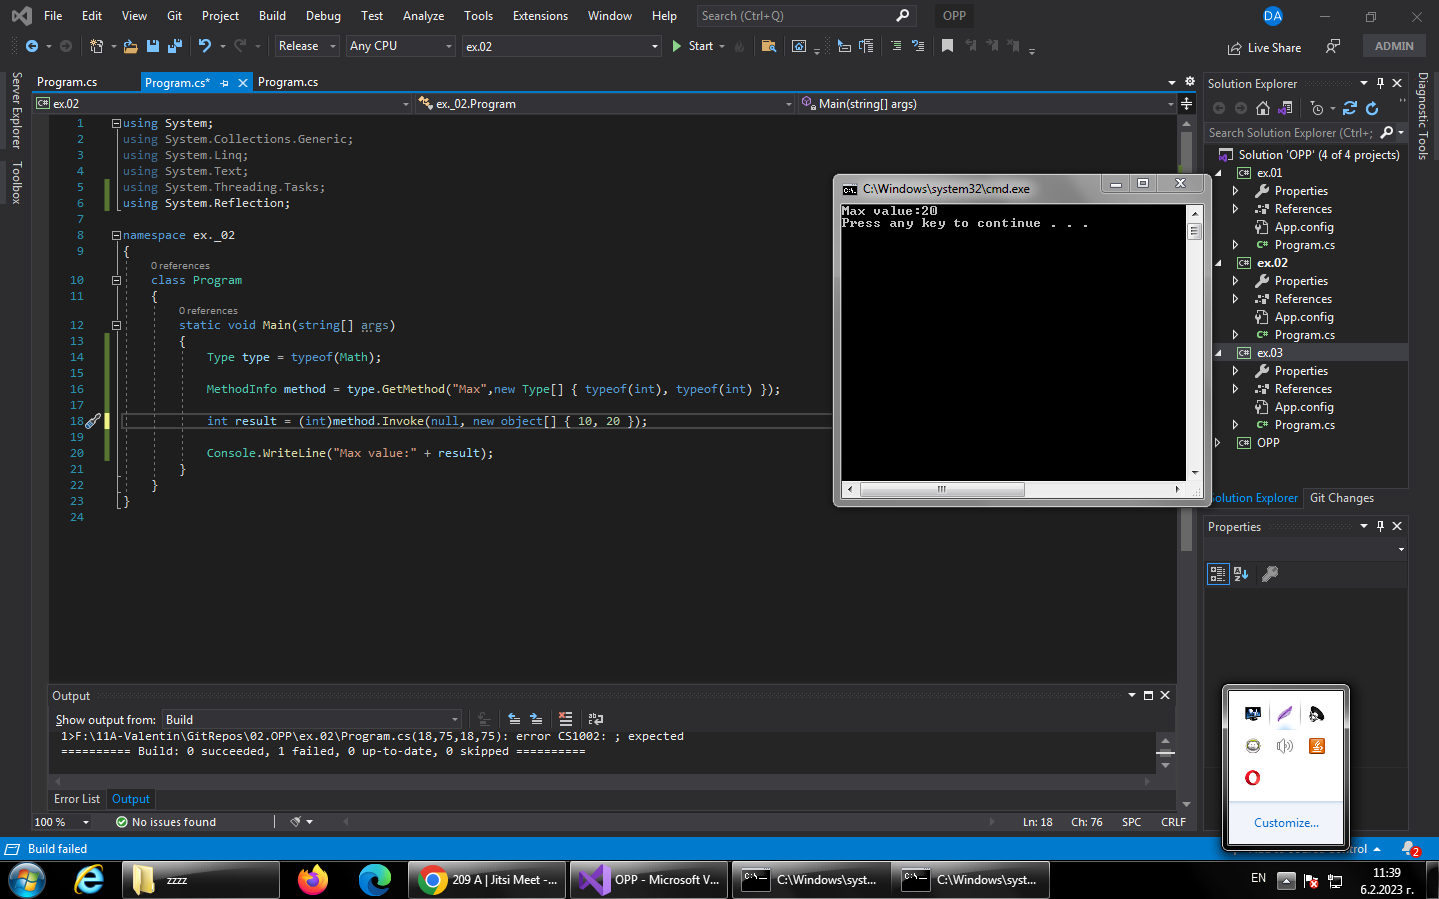 File Edit View Git Project Build Debug Test Analyze Tools Extensions Window Help Search (Ctrl+Q) OPP DA
Release Any CPU ex.02 Start Live Share ADMIN
Server Explorer
Toolbox
Program.cs Program.cs* Program.cs
ex.02 ex._02.Program Main(string[] args)
1 using System;
2 using System.Collections.Generic;
3 using System.Linq;
4 using System.Text;
5 using System.Threading.Tasks;
6 using System.Reflection;
7
8 namespace ex._02
9 {
0 references
10 class Program
11 {
0 references
12 static void Main(string[] args)
13 {
14 Type type = typeof(Math);
15
16 MethodInfo method = type.GetMethod("Max",new Type[] { typeof(int), typeof(int) });
17
18 int result = (int)method.Invoke(null, new object[] { 10, 20 });
19
20 Console.WriteLine("Max value:" + result);
21 }
22 }
23 }
24
C:\Windows\system32\cmd.exe
Max value:20
Press any key to continue . . .
Solution Explorer
Search Solution Explorer (Ctrl+;
Solution 'OPP' (4 of 4 projects)
ex.01
Properties
References
App.config
Program.cs
ex.02
Properties
References
App.config
Program.cs
ex.03
Properties
References
App.config
Program.cs
OPP
Solution Explorer Git Changes
Properties
Diagnostic Tools
Output
Show output from: Build
1>F:\11A-Valentin\GitRepos\02.OPP\ex.02\Program.cs(18,75,18,75): error CS1002: ; expected
========== Build: 0 succeeded, 1 failed, 0 up-to-date, 0 skipped ==========
Error List Output
100 % No issues found Ln: 18 Ch: 76 SPC CRLF
Customize...
Build failed
Control 2
zzzz 209 A | Jitsi Meet -... OPP - Microsoft V... C:\Windows\syst... C:\Windows\syst... EN 11:39
6.2.2023 г.